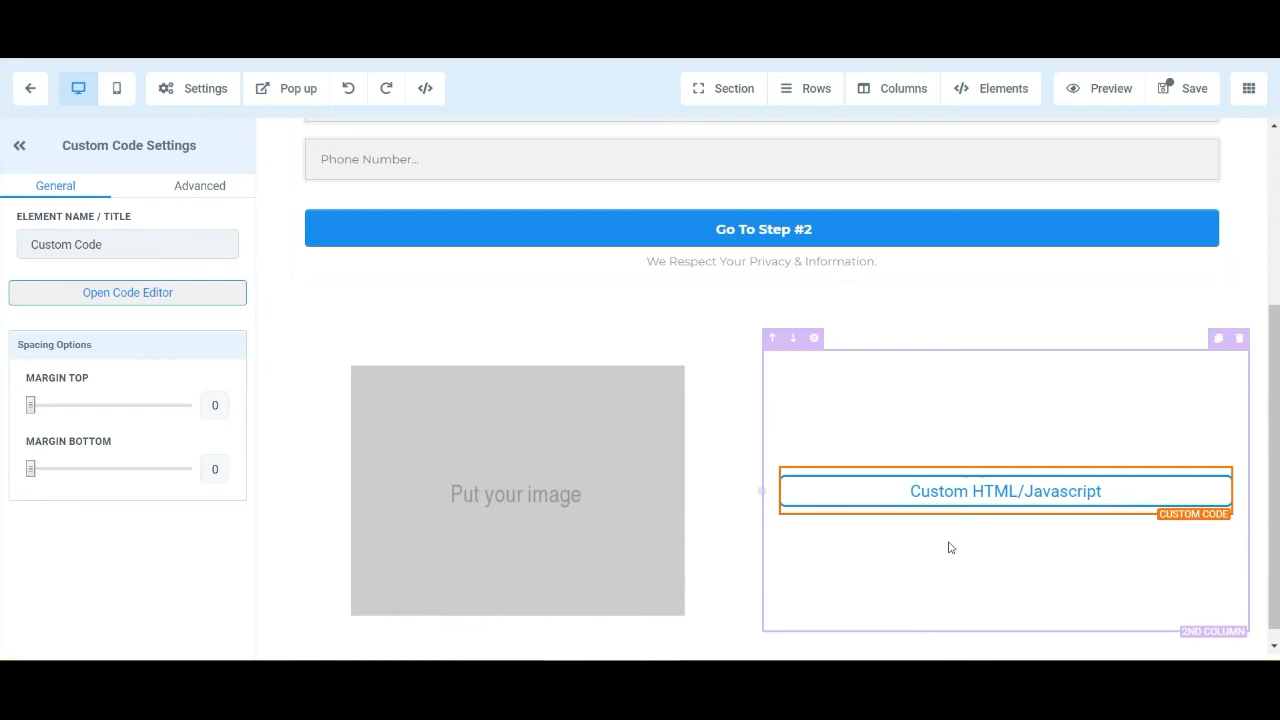 Settings
Pop up
Section
Rows
Columns
Elements
Preview
Save
Custom Code Settings
General
Advanced
ELEMENT NAME / TITLE
Custom Code
Open Code Editor
Spacing Options
MARGIN TOP
0
MARGIN BOTTOM
0
Phone Number...
Go To Step #2
We Respect Your Privacy & Information.
Put your image
Custom HTML/Javascript
CUSTOM CODE
2ND COLUMN